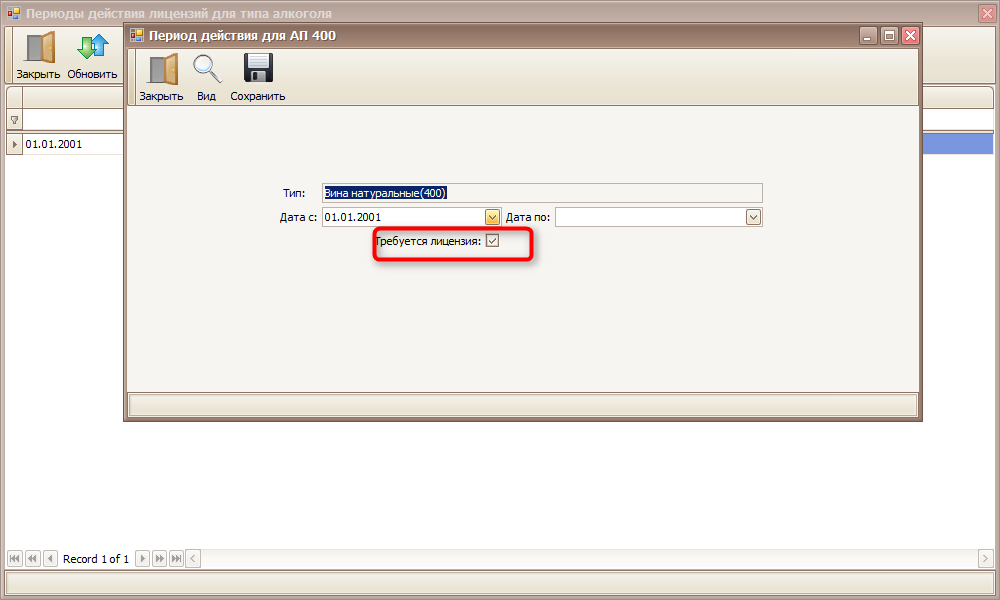 Периоды действия лицензий для типа алкоголя
Закрыть Обновить
01.01.2001
Период действия для АП 400
Закрыть Вид Сохранить
Тип: Вина натуральные(400)
Дата с: 01.01.2001 Дата по:
Требуется лицензия:
Record 1 of 1